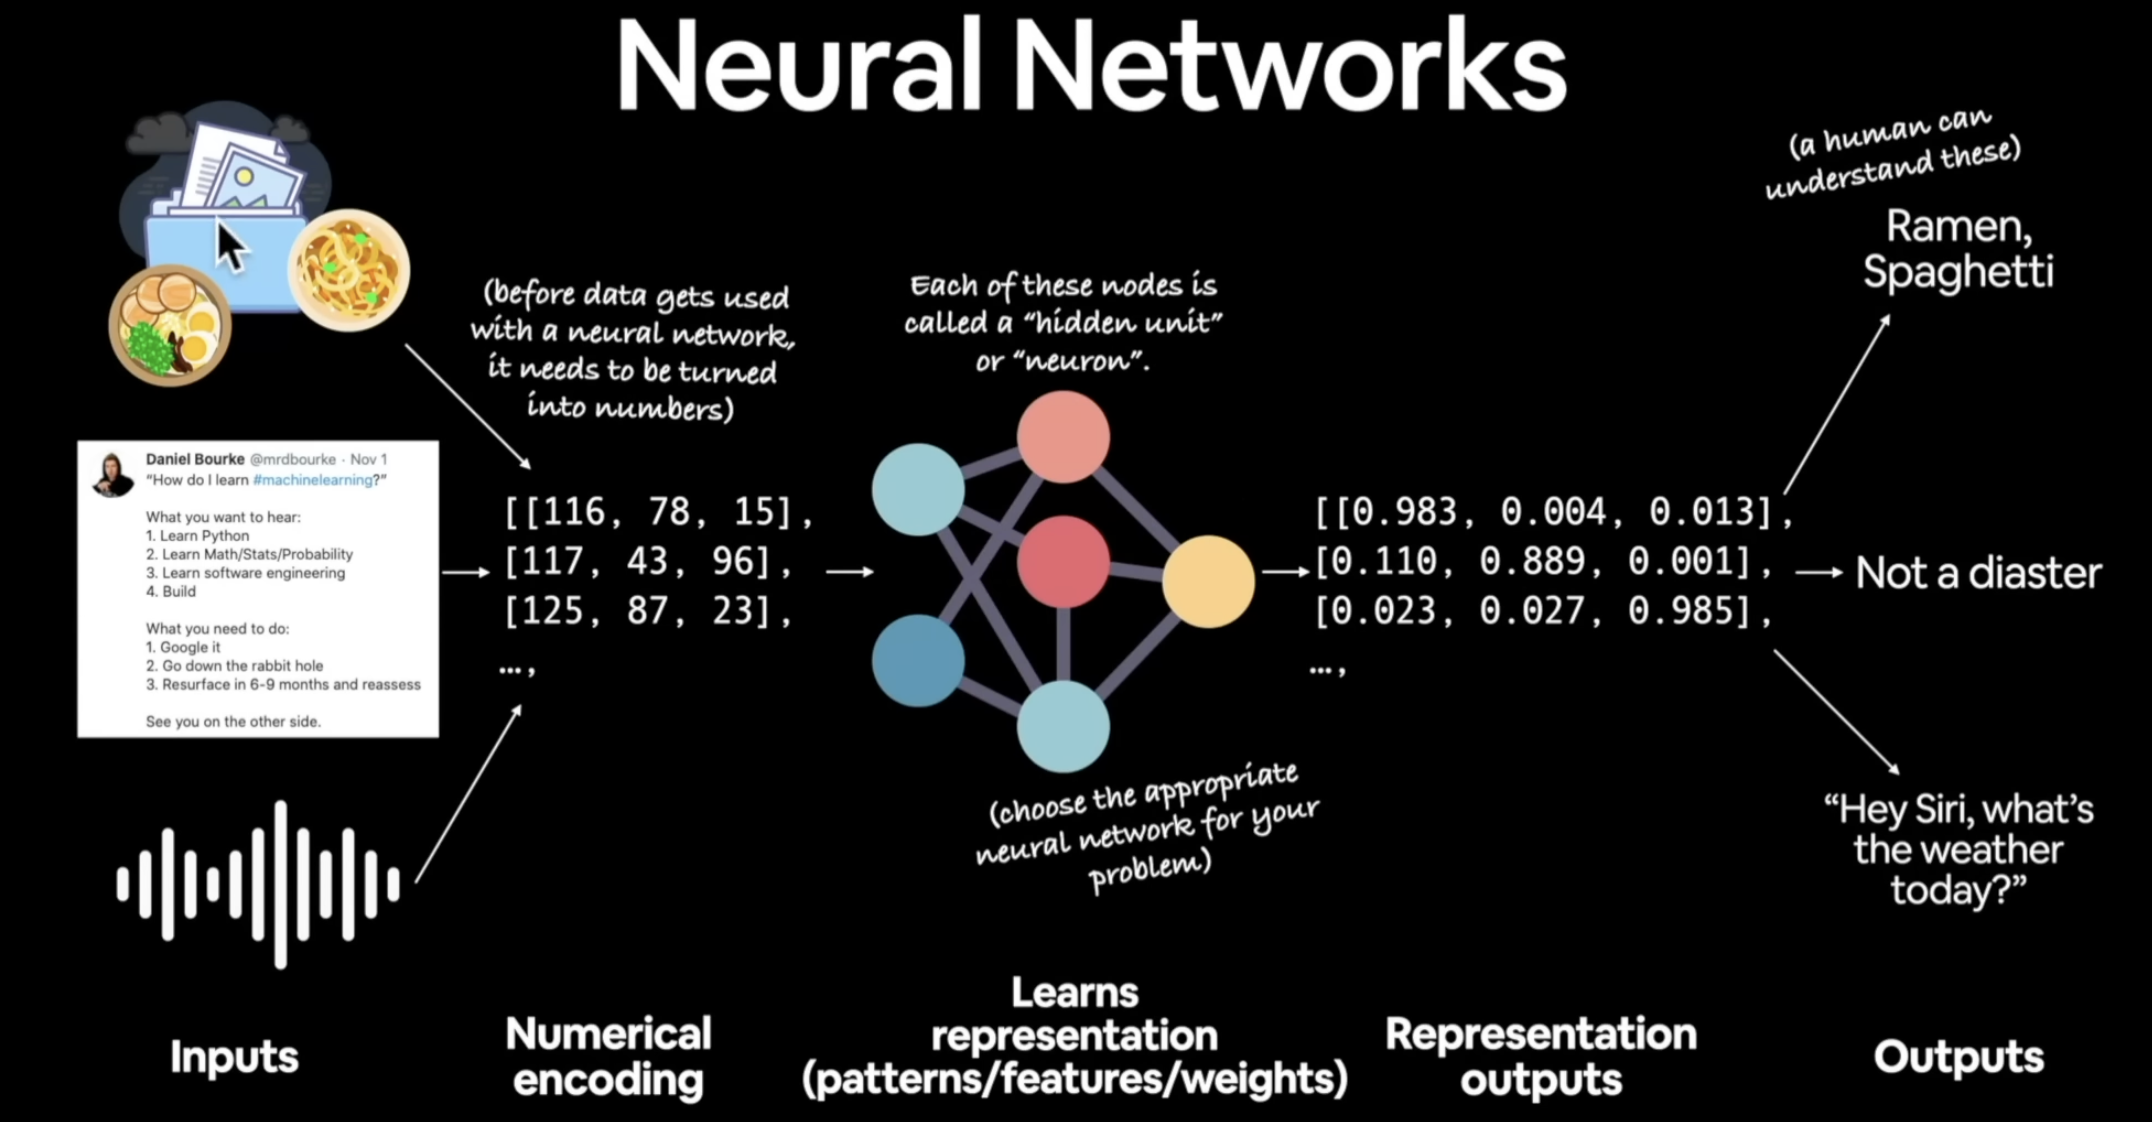 Neural Networks
(a human can
understand these)
Ramen,
Spaghetti
(before data gets used
with a neural network,
it needs to be turned
into numbers)
Each of these nodes is
called a “hidden unit”
or “neuron”.
Daniel Bourke @mrdbourke · Nov 1
“How do I learn #machinelearning?”
What you want to hear:
1. Learn Python
2. Learn Math/Stats/Probability
3. Learn software engineering
4. Build
What you need to do:
1. Google it
2. Go down the rabbit hole
3. Resurface in 6-9 months and reassess
See you on the other side.
[[116, 78, 15],
[117, 43, 96],
[125, 87, 23],
…,
[[0.983, 0.004, 0.013],
[0.110, 0.889, 0.001],
[0.023, 0.027, 0.985],
…,
Not a diaster
(choose the appropriate
neural network for your
problem)
“Hey Siri, what’s
the weather
today?”
Inputs
Numerical
encoding
Learns
representation
(patterns/features/weights)
Representation
outputs
Outputs